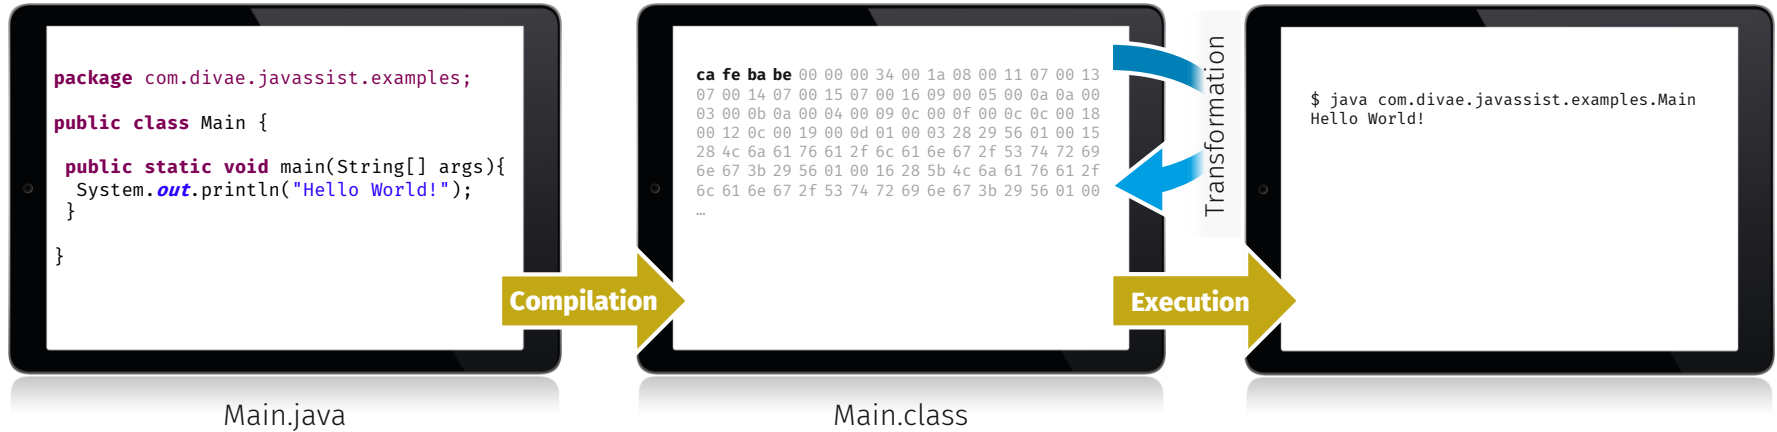 package com.divae.javassist.examples;
public class Main {
public static void main(String[] args){
System.out.println("Hello World!");
}
}
Compilation
Main.java
ca fe ba be 00 00 00 34 00 1a 08 00 11 07 00 13
07 00 14 07 00 15 07 00 16 09 00 05 00 0a 0a 00
03 00 0b 0a 00 04 00 09 0c 00 0f 00 0c 0c 00 18
00 12 0c 00 19 00 0d 01 00 03 28 29 56 01 00 15
28 4c 6a 61 76 61 2f 6c 61 6e 67 2f 53 74 72 69
6e 67 3b 29 56 01 00 16 28 5b 4c 6a 61 76 61 2f
6c 61 6e 67 2f 53 74 72 69 6e 67 3b 29 56 01 00
…
Transformation
Execution
Main.class
$ java com.divae.javassist.examples.Main
Hello World!